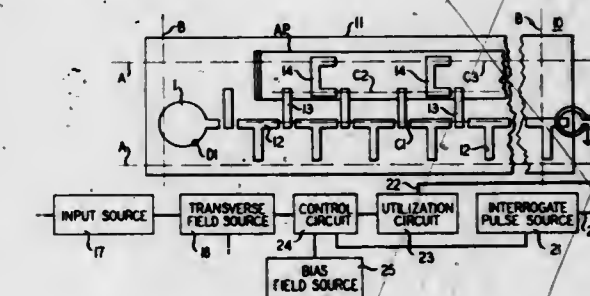 B 11 B 10
AP
A 14 C2 14 C3 A
1 13 13
D1 12 C1 12
A 22
INPUT SOURCE TRANSVERSE FIELD SOURCE CONTROL CIRCUIT UTILIZATION CIRCUIT INTERROGATE PULSE SOURCE
17 18 24 23 21
BIAS FIELD SOURCE 25